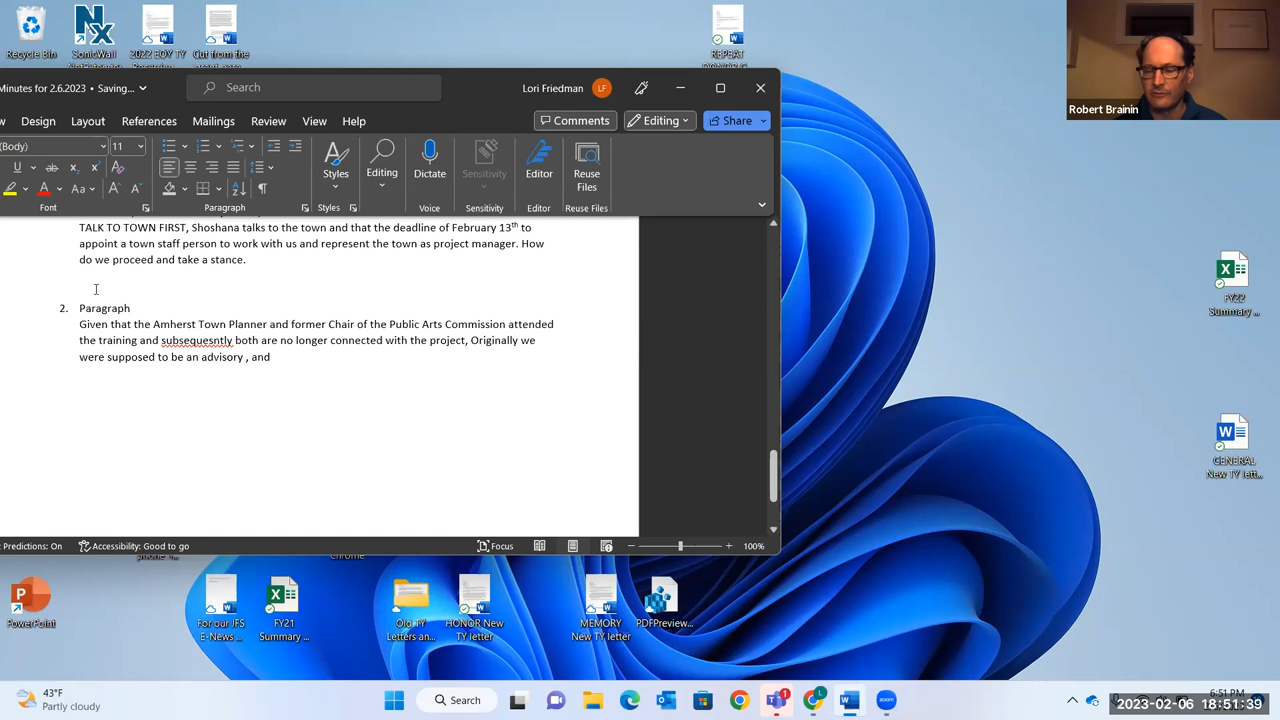 Recycle Bin
SonicWall
2022 EOY TY
Cut from the
REPEAT
Minutes for 2.6.2023 • Saving...
Search
Lori Friedman
LF
Robert Brainin
Design
Layout
References
Mailings
Review
View
Help
Comments
Editing
Share
(Body)
11
Styles
Editing
Dictate
Sensitivity
Editor
Reuse
Files
Font
Paragraph
Styles
Voice
Sensitivity
Editor
Reuse Files
TALK TO TOWN FIRST, Shoshana talks to the town and that the deadline of February 13th to
appoint a town staff person to work with us and represent the town as project manager. How
do we proceed and take a stance.
2. Paragraph
Given that the Amherst Town Planner and former Chair of the Public Arts Commission attended
the training and subsequesntly both are no longer connected with the project, Originally we
were supposed to be an advisory , and
FY22
Summary ...
GENERAL
New TY lett...
Predictions: On
Accessibility: Good to go
Focus
100%
Chrome
PowerPoint
For our JFS
E-News ...
FY21
Summary ...
Old TY
Letters an...
HONOR New
TY letter
MEMORY
New TY letter
PDFPreview...
43°F
Partly cloudy
Search
1
L
6:51 PM
2023-02-06 18:51:39